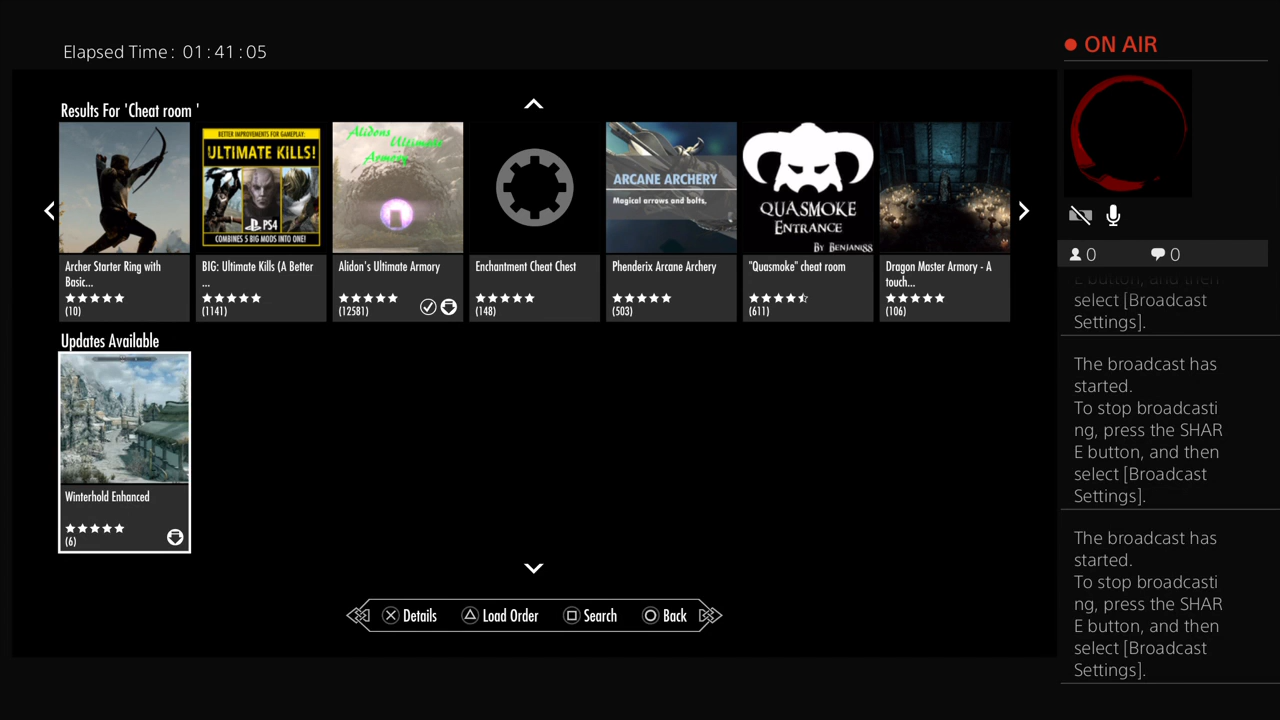 Elapsed Time: 01:41:05
ON AIR
Results For 'Cheat room '
BETTER IMPROVEMENTS FOR GAMEPLAY:
ULTIMATE KILLS!
PS4
COMBINES 5 BIG MODS INTO ONE!
Alidons Ultimate
Armory
ARCANE ARCHERY
Magical arrows and bolts.
QUASMOKE
ENTRANCE
BY BENJANI88
Archer Starter Ring with
Basic...
(10)
BIG: Ultimate Kills (A Better
...
(1141)
Alidon's Ultimate Armory
(12581)
Enchantment Cheat Chest
(148)
Phenderix Arcane Archery
(503)
"Quasmoke" cheat room
(611)
Dragon Master Armory - A
touch...
(106)
Updates Available
Winterhold Enhanced
(6)
Details
Load Order
Search
Back
0
0
E button, and then
select [Broadcast
Settings].
The broadcast has
started.
To stop broadcasti
ng, press the SHAR
E button, and then
select [Broadcast
Settings].
The broadcast has
started.
To stop broadcasti
ng, press the SHAR
E button, and then
select [Broadcast
Settings].